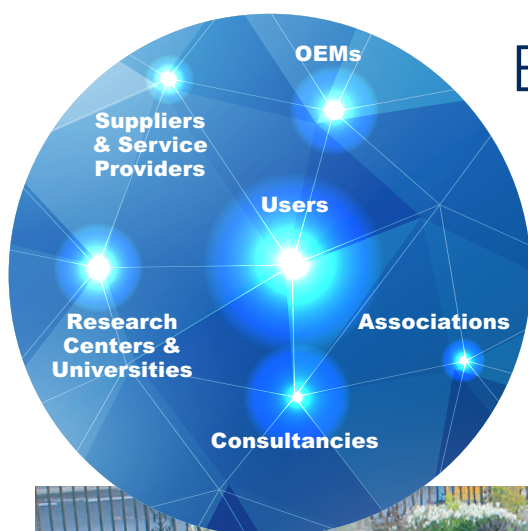 OEMs
E
Suppliers
& Service
Providers
Users
Research
Centers &
Universities
Associations
Consultancies